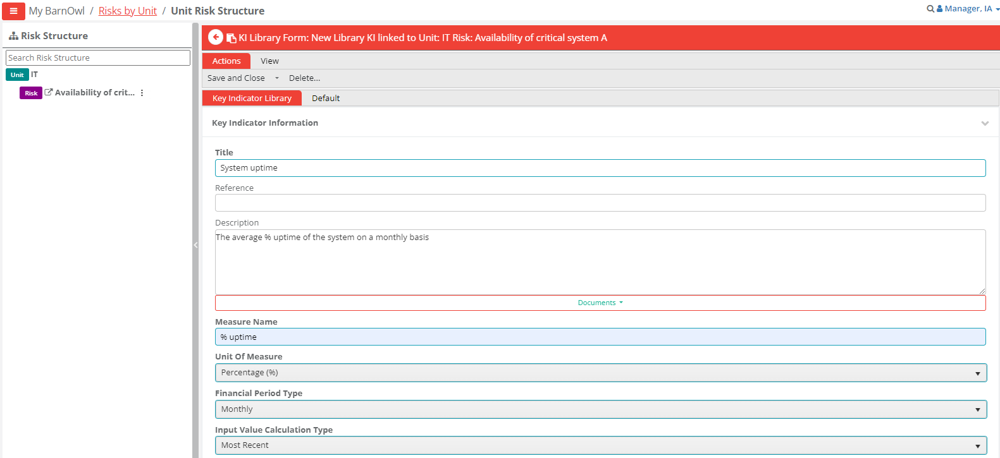 My BarnOwl / Risks by Unit / Unit Risk Structure
Manager, IA
Risk Structure
Search Risk Structure
Unit IT
Risk Availability of crit...
KI Library Form: New Library KI linked to Unit: IT Risk: Availability of critical system A
Actions View
Save and Close Delete...
Key Indicator Library Default
Key Indicator Information
Title
System uptime
Reference
Description
The average % uptime of the system on a monthly basis
Documents
Measure Name
% uptime
Unit Of Measure
Percentage (%)
Financial Period Type
Monthly
Input Value Calculation Type
Most Recent